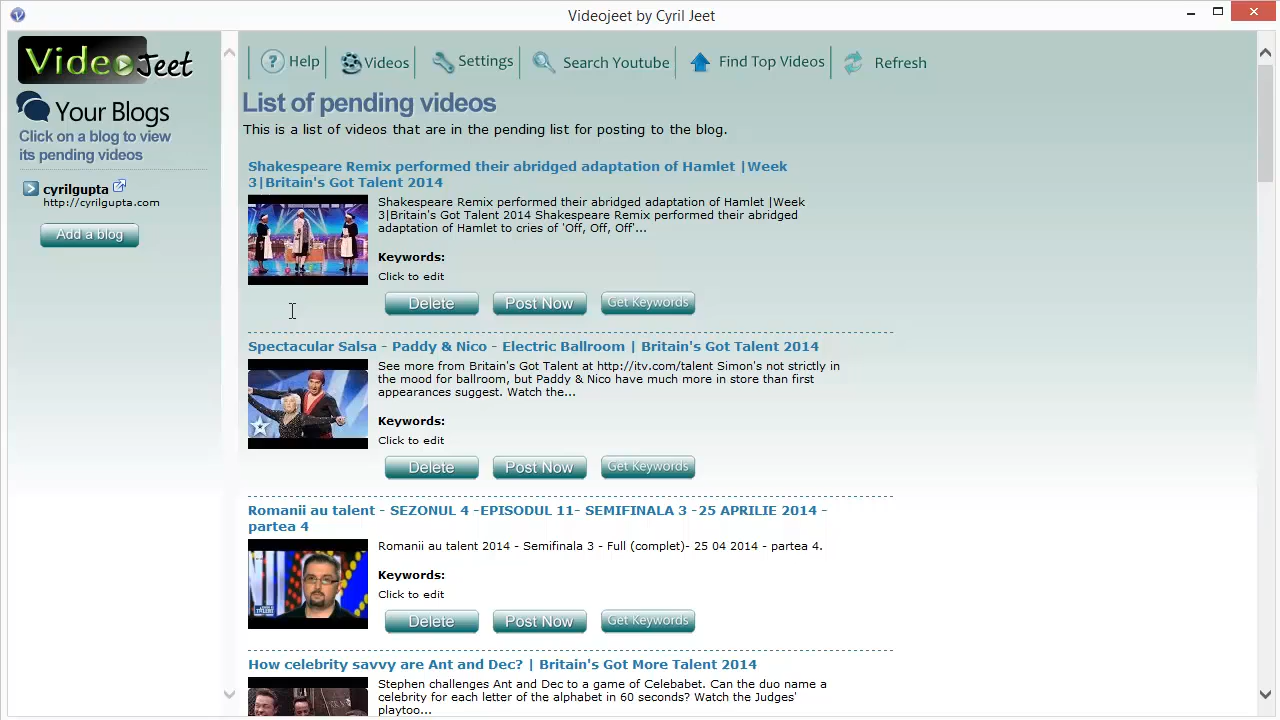 Videojeet by Cyril Jeet
VideoJeet
Your Blogs
Click on a blog to view
its pending videos
cyrilgupta
http://cyrilgupta.com
Add a blog
Help
Videos
Settings
Search Youtube
Find Top Videos
Refresh
List of pending videos
This is a list of videos that are in the pending list for posting to the blog.
Shakespeare Remix performed their abridged adaptation of Hamlet |Week
3|Britain's Got Talent 2014
Shakespeare Remix performed their abridged adaptation of Hamlet |Week
3|Britain's Got Talent 2014 Shakespeare Remix performed their abridged
adaptation of Hamlet to cries of 'Off, Off, Off'...
Keywords:
Click to edit
Delete
Post Now
Get Keywords
Spectacular Salsa - Paddy & Nico - Electric Ballroom | Britain's Got Talent 2014
See more from Britain's Got Talent at http://itv.com/talent Simon's not strictly in
the mood for ballroom, but Paddy & Nico have much more in store than first
appearances suggest. Watch the...
Keywords:
Click to edit
Delete
Post Now
Get Keywords
Romanii au talent - SEZONUL 4 -EPISODUL 11- SEMIFINALA 3 -25 APRILIE 2014 -
partea 4
Romanii au talent 2014 - Semifinala 3 - Full (complet)- 25 04 2014 - partea 4.
Keywords:
Click to edit
Delete
Post Now
Get Keywords
How celebrity savvy are Ant and Dec? | Britain's Got More Talent 2014
Stephen challenges Ant and Dec to a game of Celebabet. Can the duo name a
celebrity for each letter of the alphabet in 60 seconds? Watch the Judges'
playtoo...